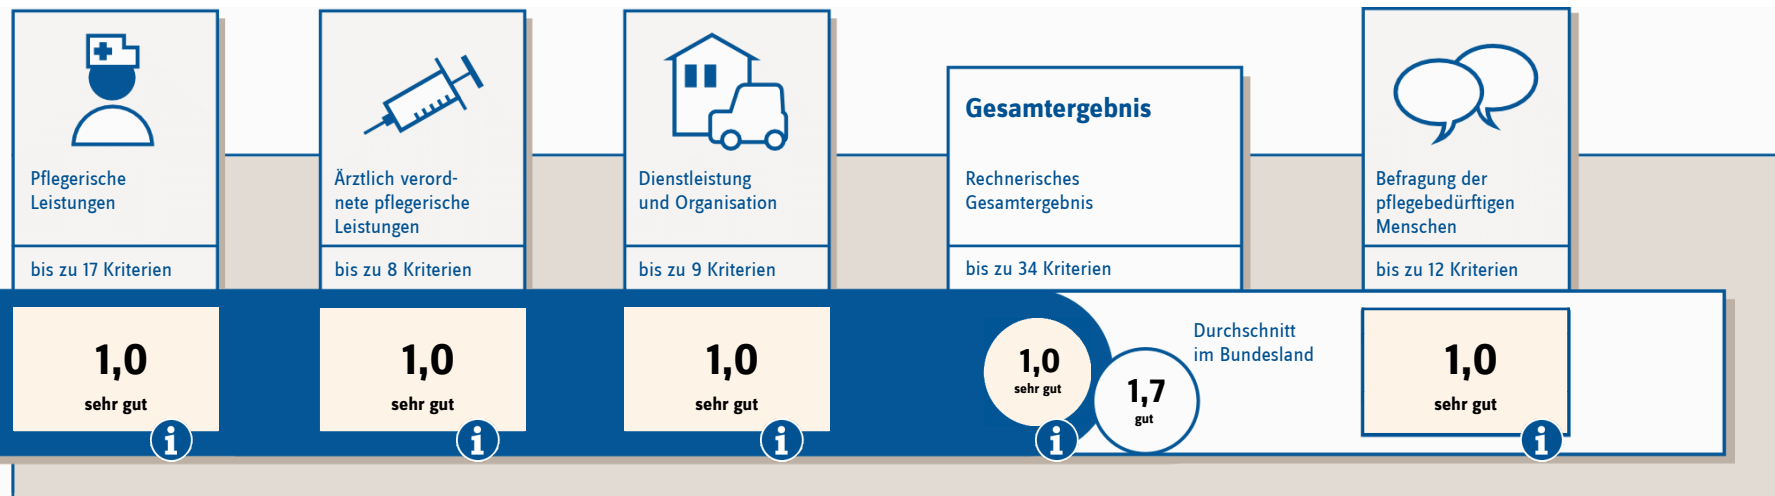 Pflegerische
Leistungen
bis zu 17 Kriterien
1,0
sehr gut
i
Ärztlich verord-
nete pflegerische
Leistungen
bis zu 8 Kriterien
1,0
sehr gut
i
Dienstleistung
und Organisation
bis zu 9 Kriterien
1,0
sehr gut
i
Gesamtergebnis
Rechnerisches
Gesamtergebnis
bis zu 34 Kriterien
1,0
sehr gut
i
1,7
gut
Durchschnitt
im Bundesland
Befragung der
pflegebedürftigen
Menschen
bis zu 12 Kriterien
1,0
sehr gut
i